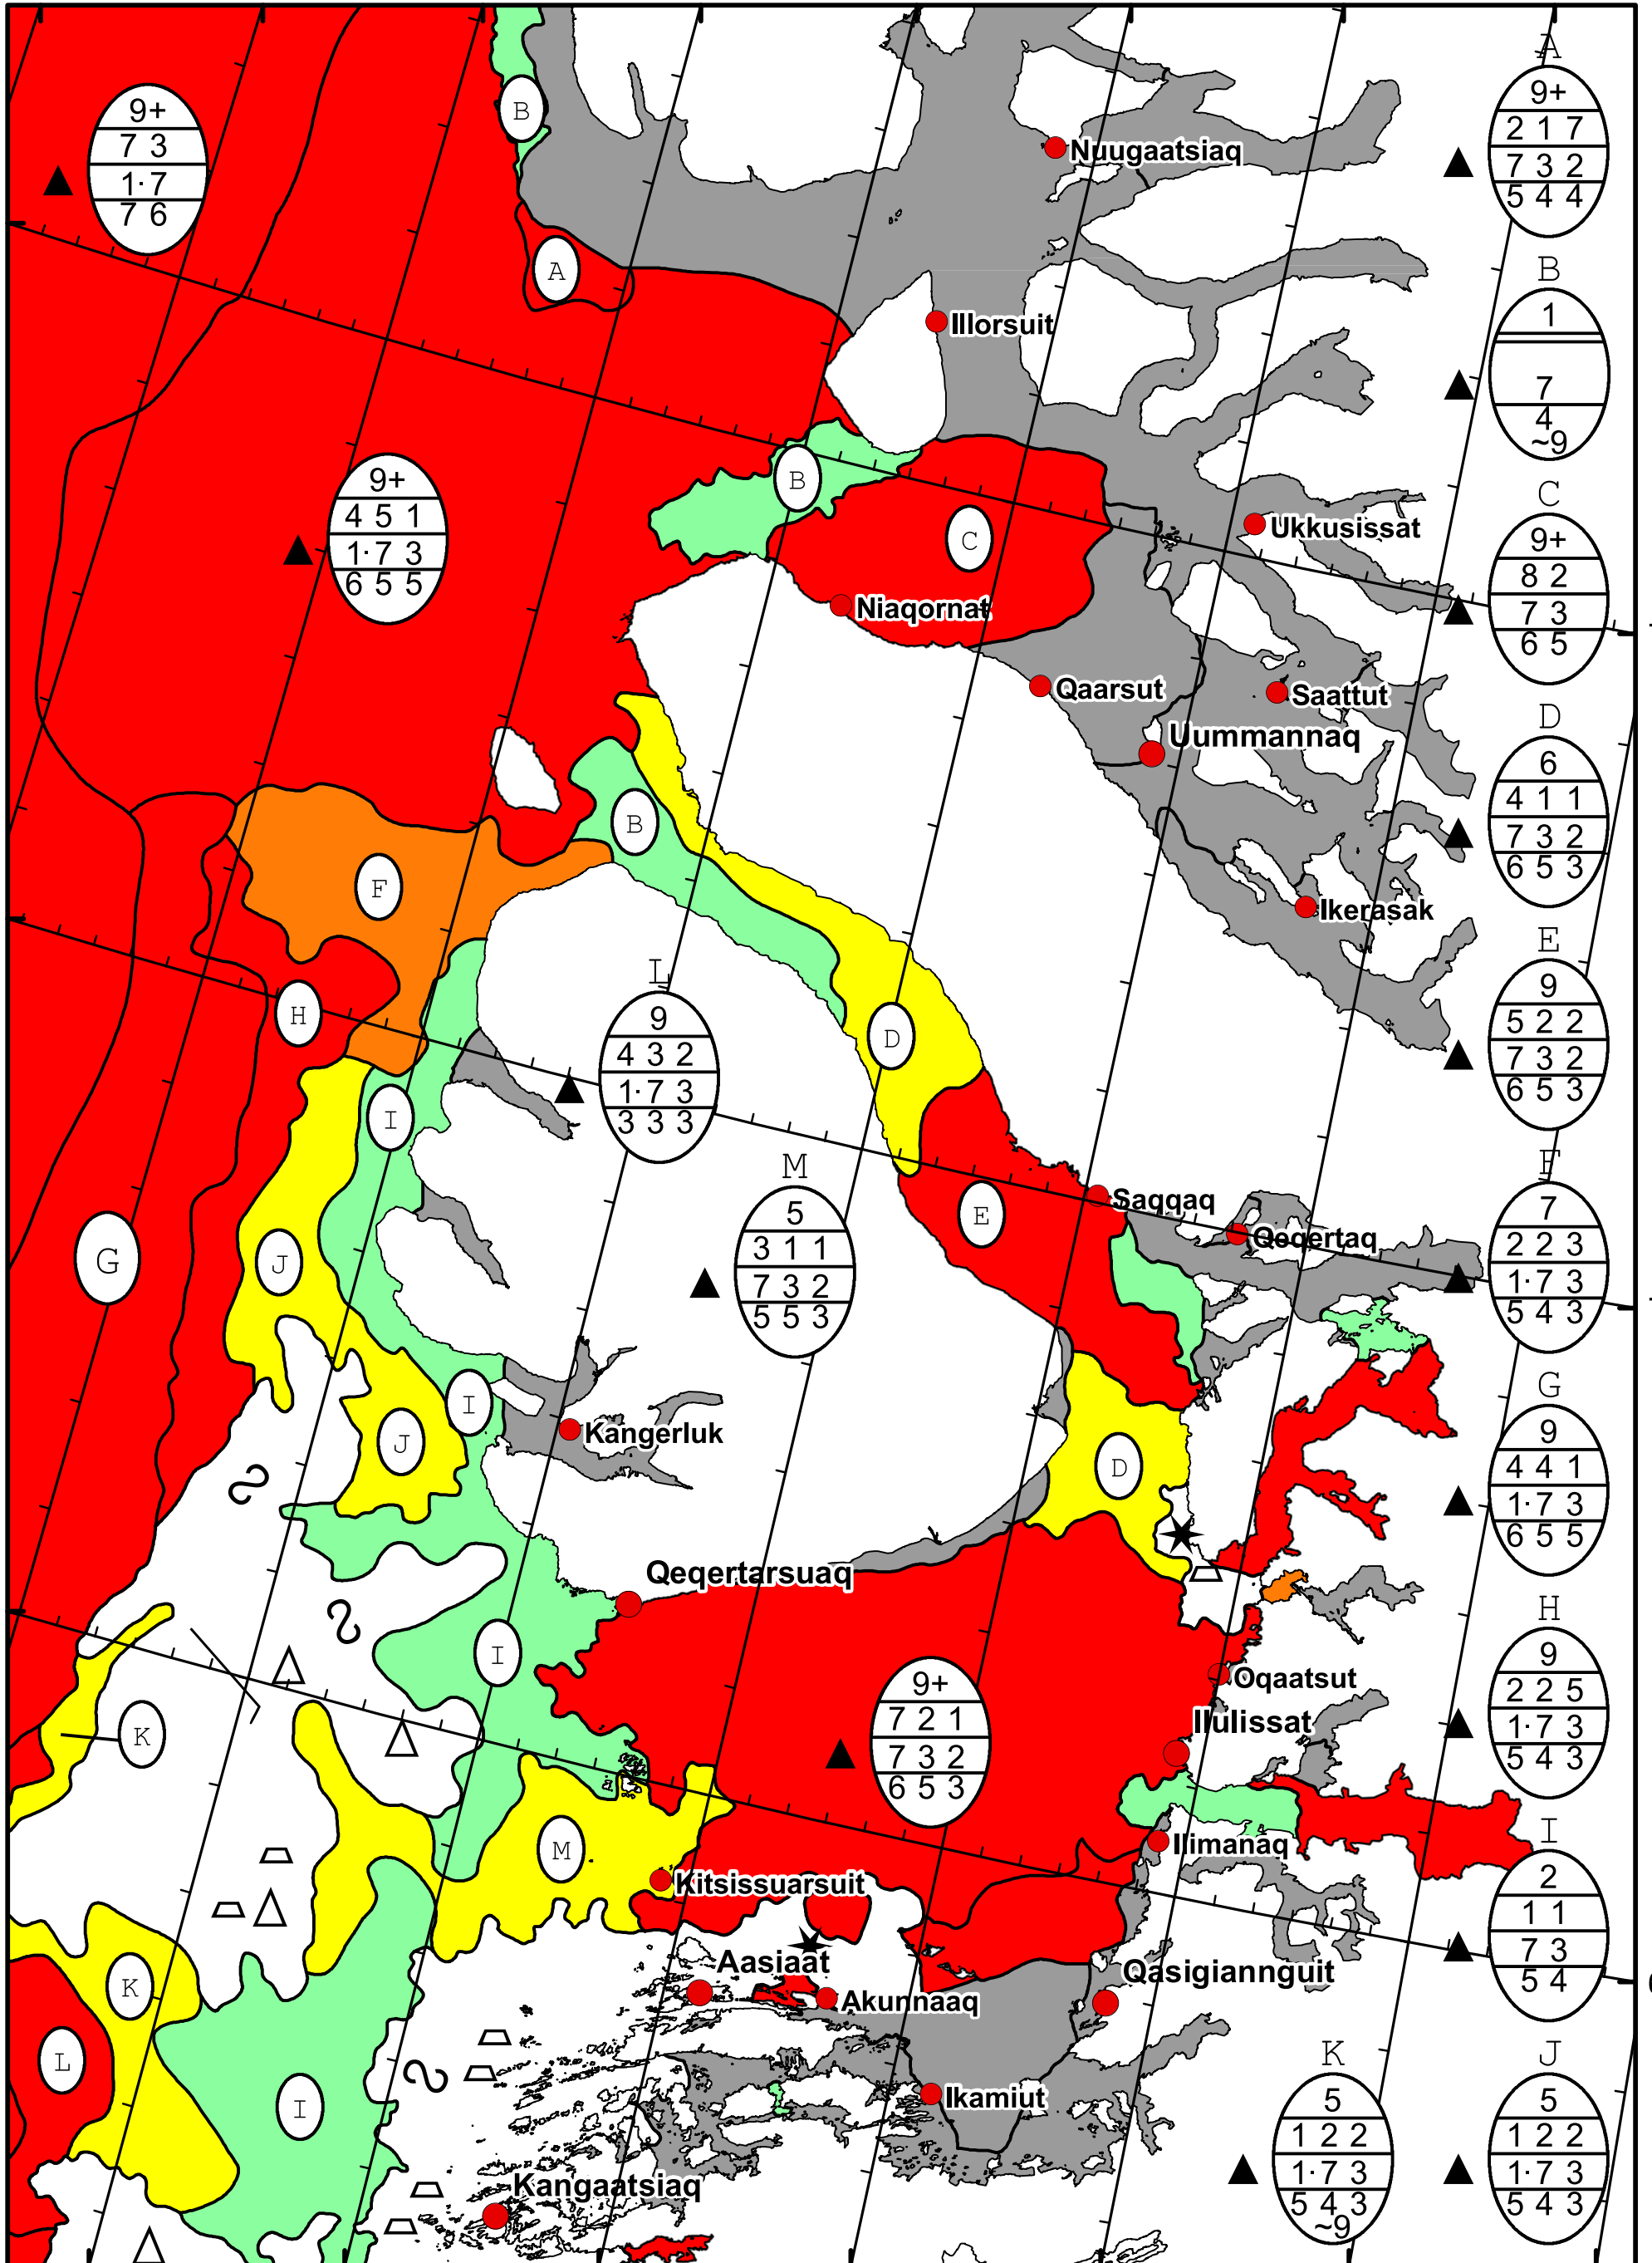 A
9+
2 1 7
7 3 2
5 4 4
B
9+
7 3
1· 7
7 6
Nuugaatsiaq
A
B
1
7
4
~9
Illorsuit
9+
4 5 1
1· 7 3
6 5 5
B
C
Ukkusissat
C
9+
8 2
7 3
6 5
Niaqornat
Qaarsut
Saattut
Uummannaq
D
6
4 1 1
7 3 2
6 5 3
B
F
Ikerasak
E
9
5 2 2
7 3 2
6 5 3
L
9
4 3 2
1· 7 3
3 3 3
H
D
I
M
5
3 1 1
7 3 2
5 5 3
F
7
2 2 3
1· 7 3
5 4 3
Saqqaq
E
Qeqertaq
G
J
I
Kangerluk
J
D
G
9
4 4 1
1· 7 3
6 5 5
Qeqertarsuaq
I
H
9
2 2 5
1· 7 3
5 4 3
Oqaatsut
9+
7 2 1
7 3 2
6 5 3
Ilulissat
K
M
Ilimanaq
I
2
1 1
7 3
5 4
Kitsissuarsuit
Aasiaat
Akunnaaq
Qasigiannguit
K
L
I
Ikamiut
K
5
1 2 2
1· 7 3
5 4 3
~9
J
5
1 2 2
1· 7 3
5 4 3
Kangaatsiaq